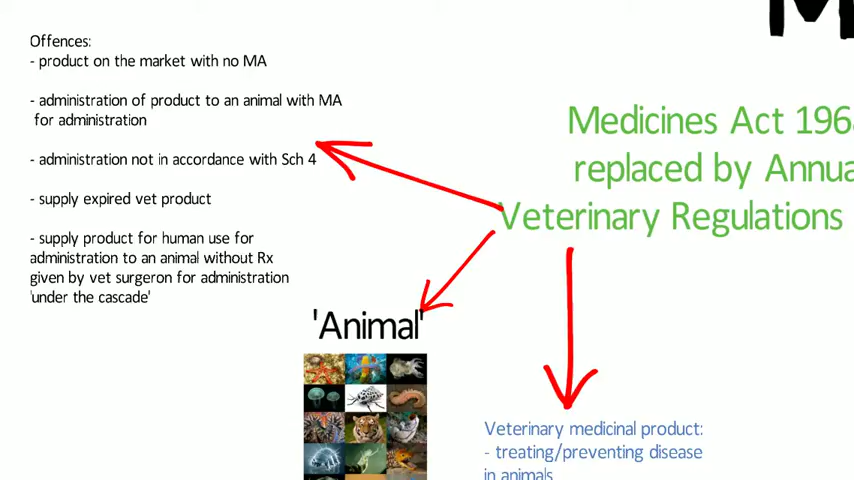 Offences:
- product on the market with no MA
- administration of product to an animal with MA
for administration
- administration not in accordance with Sch 4
- supply expired vet product
- supply product for human use for
administration to an animal without Rx
given by vet surgeron for administration
'under the cascade'
Medicines Act 196
replaced by Annua
Veterinary Regulations
'Animal'
Veterinary medicinal product:
- treating/preventing disease
in animals